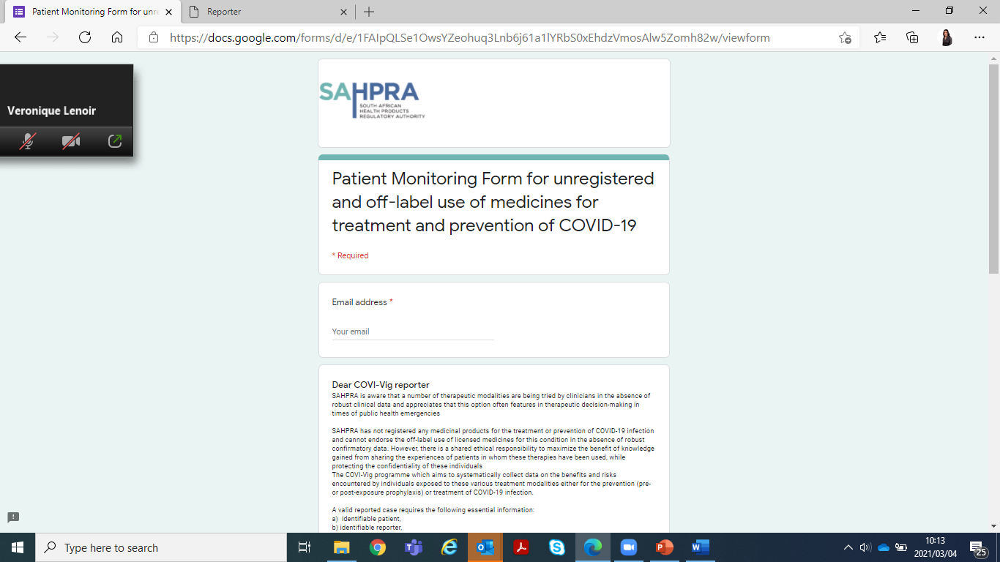 Patient Monitoring Form for unre
Reporter
https://docs.google.com/forms/d/e/1FAIpQLSe1OwsYZeohuq3Lnb6j61a1lYRbS0xEhdzVmosAlw5Zomh82w/viewform
Veronique Lenoir
SAHPRA
SOUTH AFRICAN
HEALTH PRODUCTS
REGULATORY AUTHORITY
Patient Monitoring Form for unregistered
and off-label use of medicines for
treatment and prevention of COVID-19
* Required
Email address *
Your email
Dear COVI-Vig reporter
SAHPRA is aware that a number of therapeutic modalities are being tried by clinicians in the absence of
robust clinical data and appreciates that this option often features in therapeutic decision-making in
times of public health emergencies
SAHPRA has not registered any medicinal products for the treatment or prevention of COVID-19 infection
and cannot endorse the off-label use of licensed medicines for this condition in the absence of robust
confirmatory data. However, there is a shared ethical responsibility to maximize the benefit of knowledge
gained from sharing the experiences of patients in whom these therapies have been used, while
protecting the confidentiality of these individuals
The COVI-Vig programme which aims to systematically collect data on the benefits and risks
encountered by individuals exposed to these various treatment modalities either for the prevention (pre-
or post-exposure prophylaxis) or treatment of COVID-19 infection.
A valid reported case requires the following essential information:
a) identifiable patient,
b) identifiable reporter,
Type here to search
10:13
2021/03/04
25